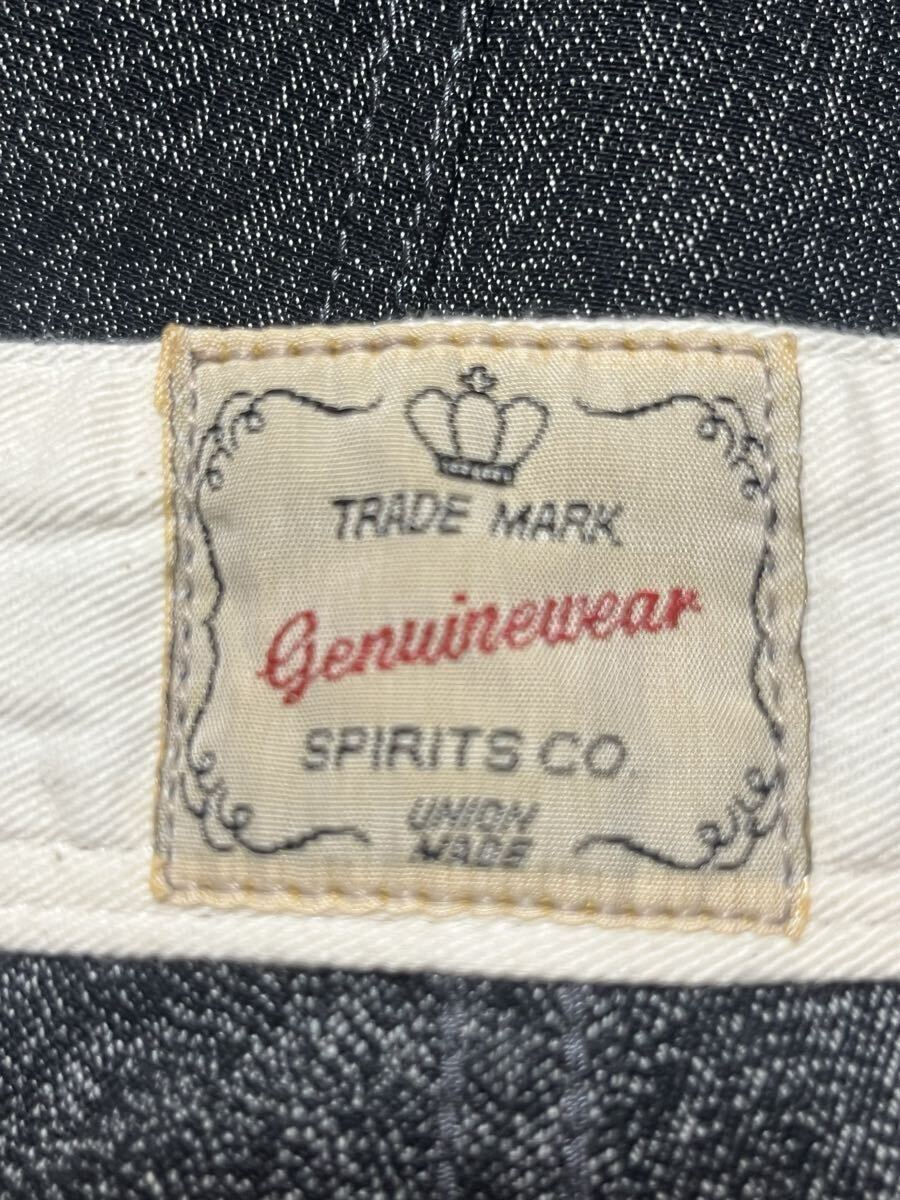 TRADE MARK
Genuinewear
SPIRITS CO.
UNION
MADE